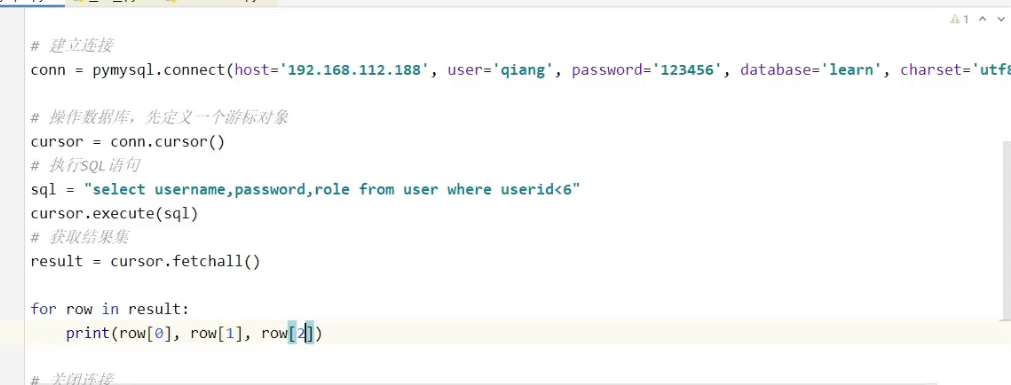 1
# 建立连接
conn = pymysql.connect(host='192.168.112.188', user='qiang', password='123456', database='learn', charset='utf8
# 操作数据库，先定义一个游标对象
cursor = conn.cursor()
# 执行SQL语句
sql = "select username,password,role from user where userid<6"
cursor.execute(sql)
# 获取结果集
result = cursor.fetchall()
for row in result:
    print(row[0], row[1], row[2])
# 关闭连接